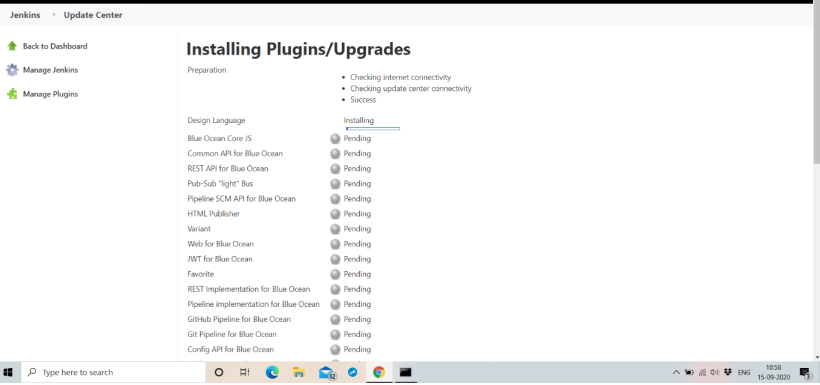 Jenkins › Update Center
Back to Dashboard
Manage Jenkins
Manage Plugins
Installing Plugins/Upgrades
Preparation
Checking internet connectivity
Checking update center connectivity
Success
Design Language Installing
Blue Ocean Core JS Pending
Common API for Blue Ocean Pending
REST API for Blue Ocean Pending
Pub-Sub "light" Bus Pending
Pipeline SCM API for Blue Ocean Pending
HTML Publisher Pending
Variant Pending
Web for Blue Ocean Pending
JWT for Blue Ocean Pending
Favorite Pending
REST Implementation for Blue Ocean Pending
Pipeline implementation for Blue Ocean Pending
GitHub Pipeline for Blue Ocean Pending
Git Pipeline for Blue Ocean Pending
Config API for Blue Ocean Pending
Type here to search
12
ENG
10:58
15-09-2020
3